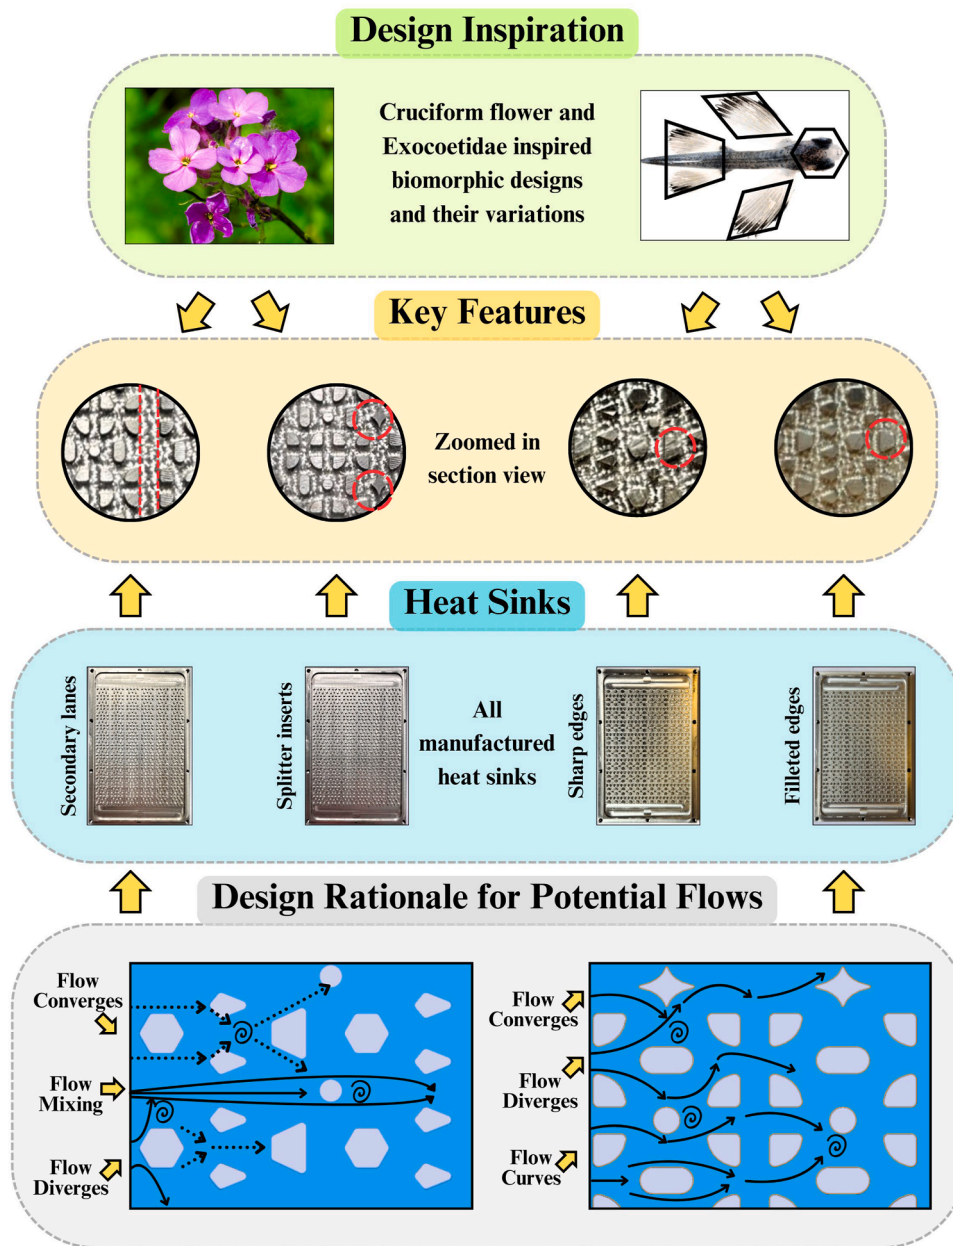 Design Inspiration
Cruciform flower and
Exocoetidae inspired
biomorphic designs
and their variations
Key Features
Zoomed in
section view
Heat Sinks
Secondary lanes
Splitter inserts
All
manufactured
heat sinks
Sharp edges
Filleted edges
Design Rationale for Potential Flows
Flow
Converges
Flow
Mixing
Flow
Diverges
Flow
Converges
Flow
Diverges
Flow
Curves